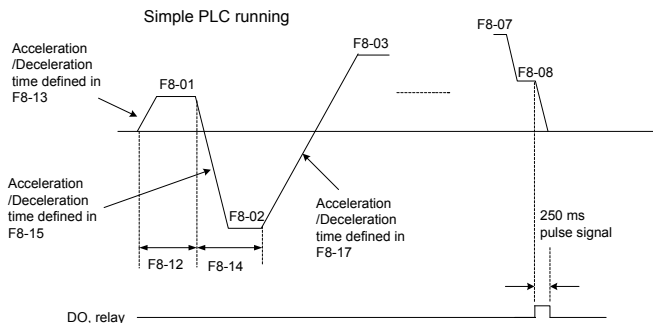 Simple PLC running
F8-07
F8-03
Acceleration
/Deceleration
time defined in
F8-13
F8-01
F8-08
Acceleration
/Deceleration
time defined in
F8-15
F8-02
Acceleration
/Deceleration
time defined in
F8-17
250 ms
pulse signal
F8-12
F8-14
DO, relay